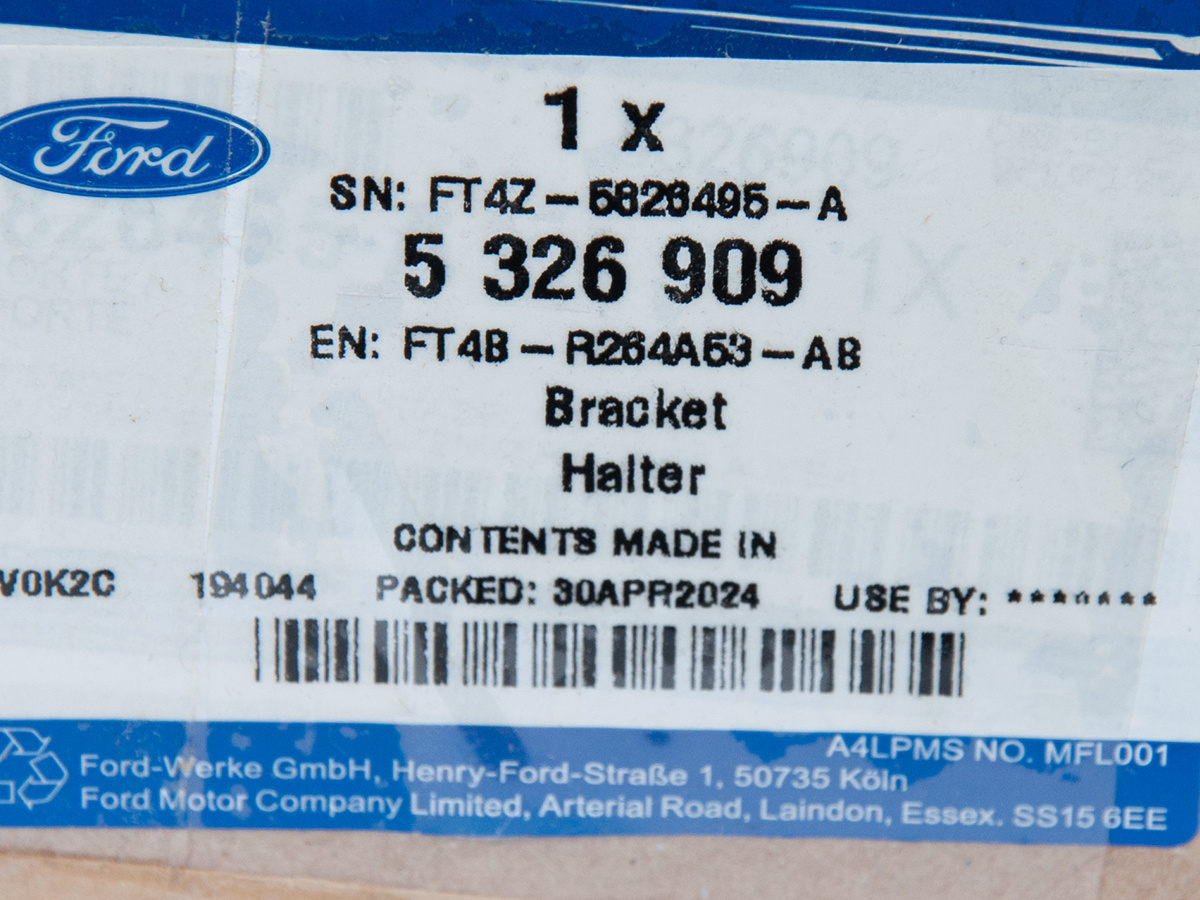 Ford
1 x
SN: FT4Z-5826495-A
5 326 909
EN: FT4B-R264A53-AB
Bracket
Halter
CONTENTS MADE IN
V0K2C 194044 PACKED: 30APR2024 USE BY: ********
A4LPMS NO. MFL001
Ford-Werke GmbH, Henry-Ford-Straße 1, 50735 Köln
Ford Motor Company Limited, Arterial Road, Laindon, Essex. SS15 6EE